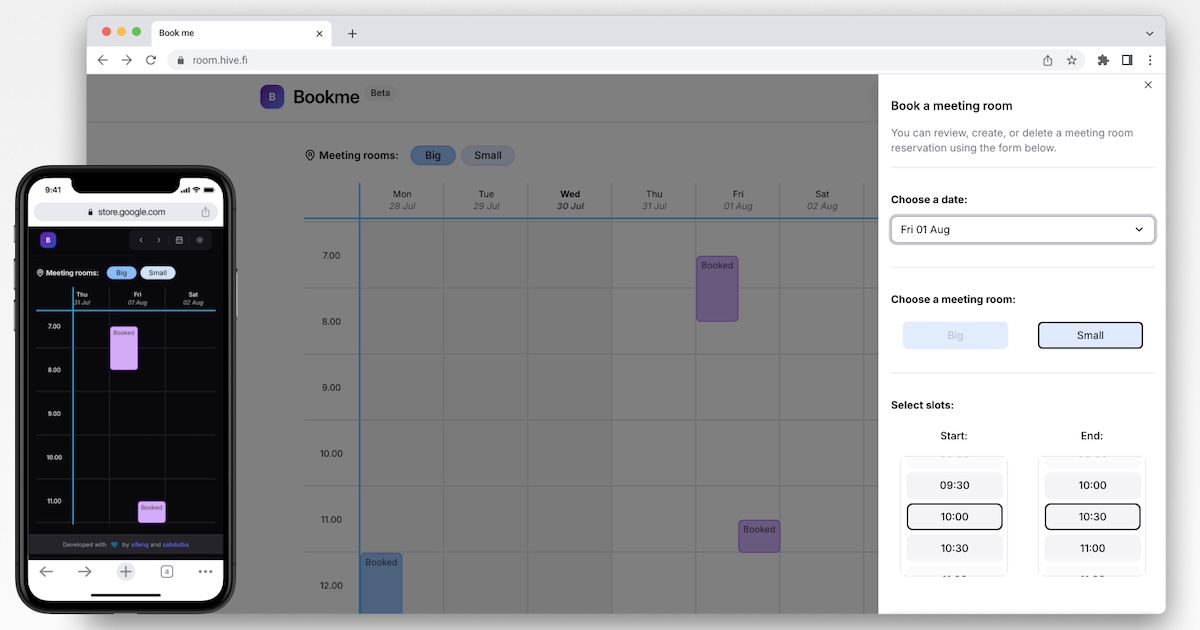 Book me
room.hive.fi
B
Bookme
Beta
Meeting rooms:
Big
Small
Mon
28 Jul
Tue
29 Jul
Wed
30 Jul
Thu
31 Jul
Fri
01 Aug
Sat
02 Aug
7.00
8.00
9.00
10.00
11.00
12.00
Booked
Booked
Booked
Book a meeting room
You can review, create, or delete a meeting room
reservation using the form below.
Choose a date:
Fri 01 Aug
Choose a meeting room:
Big
Small
Select slots:
Start:
09:30
10:00
10:30
End:
10:00
10:30
11:00
9:41
store.google.com
B
Meeting rooms:
Big
Small
Thu
31 Jul
Fri
01 Aug
Sat
02 Aug
7.00
8.00
9.00
10.00
11.00
Booked
Booked
Developed with by and
4